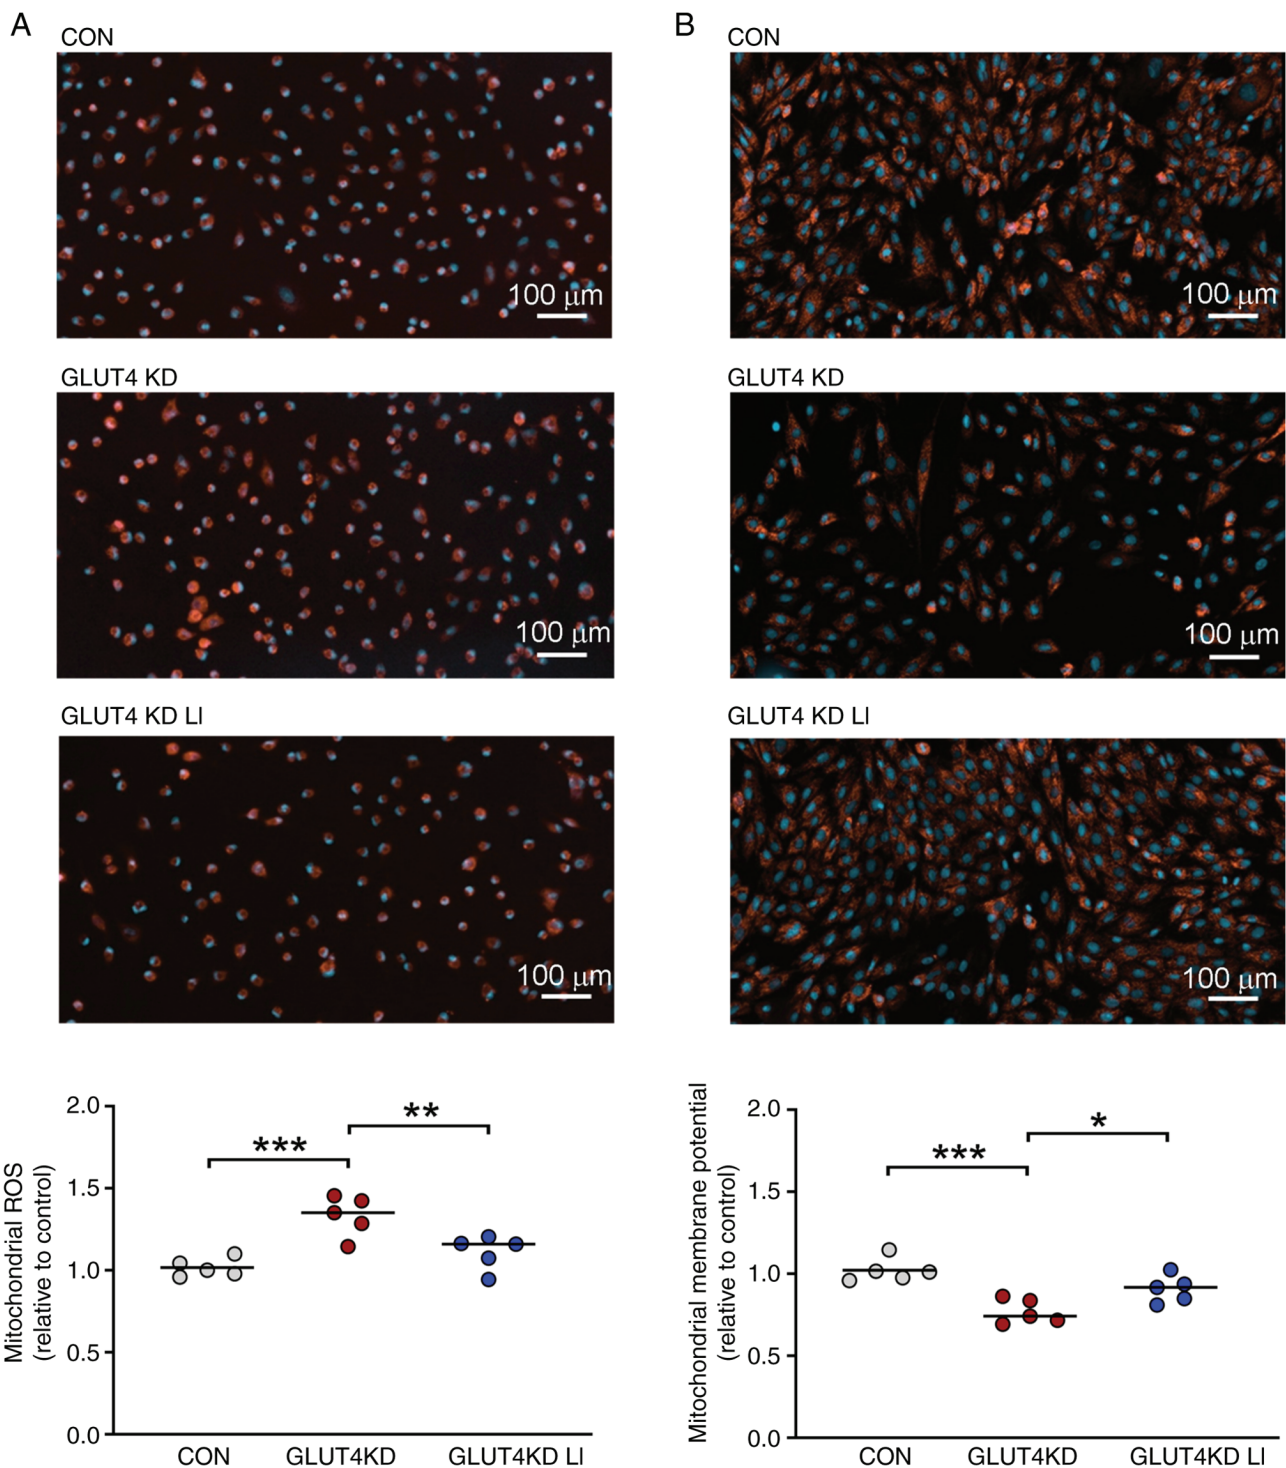 A
CON
100 µm
GLUT4 KD
100 µm
GLUT4 KD LI
100 µm
2.0
1.5
1.0
0.5
0.0
Mitochondrial ROS
(relative to control)
***
**
CON
GLUT4KD
GLUT4KD LI
B
CON
100 µm
GLUT4 KD
100 µm
GLUT4 KD LI
100 µm
2.0
1.5
1.0
0.5
0.0
Mitochondrial membrane potential
(relative to control)
***
*
CON
GLUT4KD
GLUT4KD LI